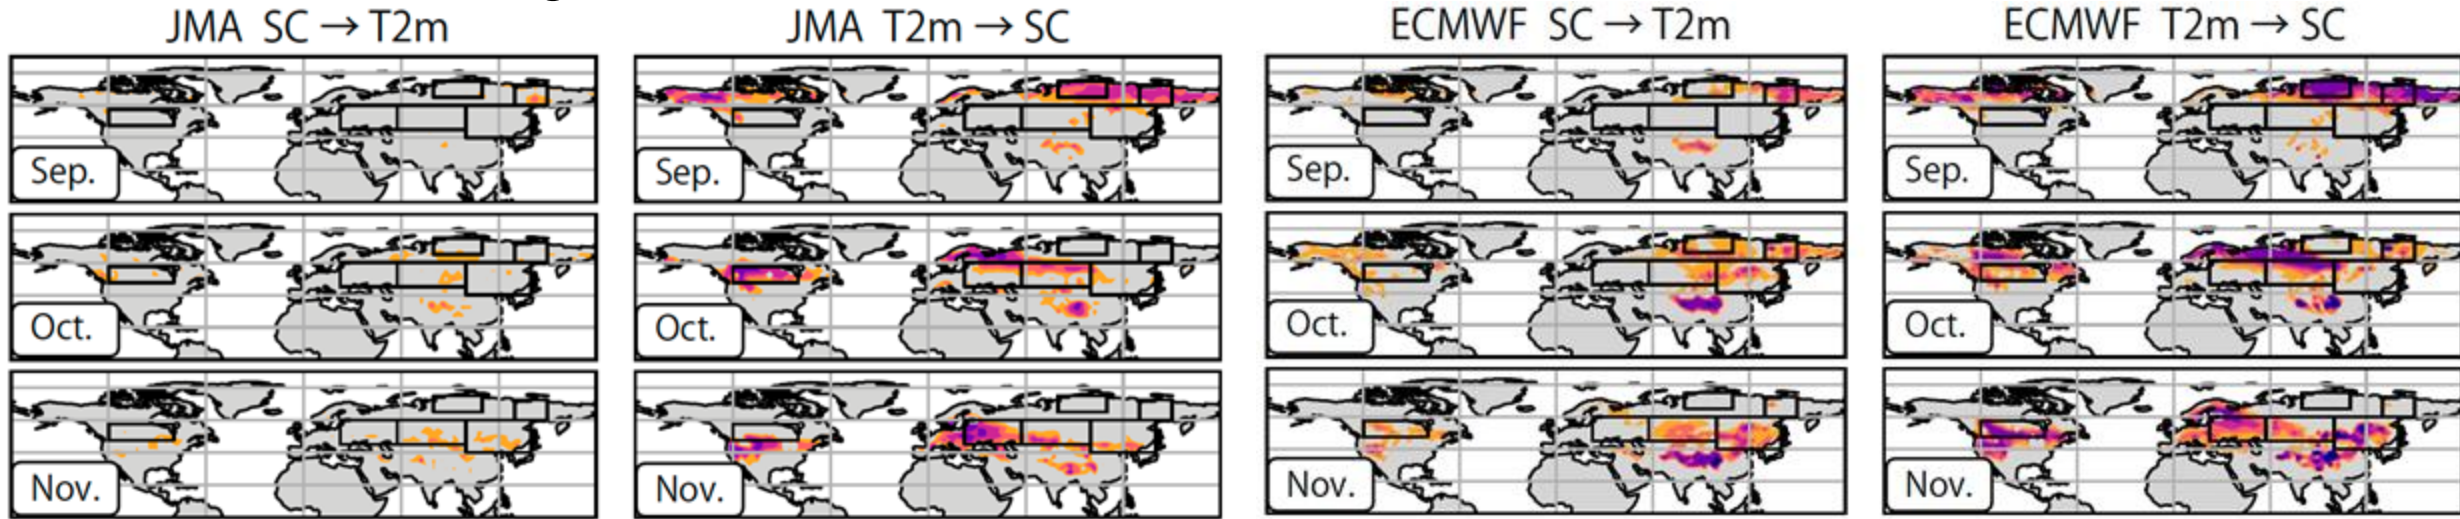 JMA SC → T2m
JMA T2m → SC
ECMWF SC → T2m
ECMWF T2m → SC
Sep.
Sep.
Sep.
Sep.
Oct.
Oct.
Oct.
Oct.
Nov.
Nov.
Nov.
Nov.